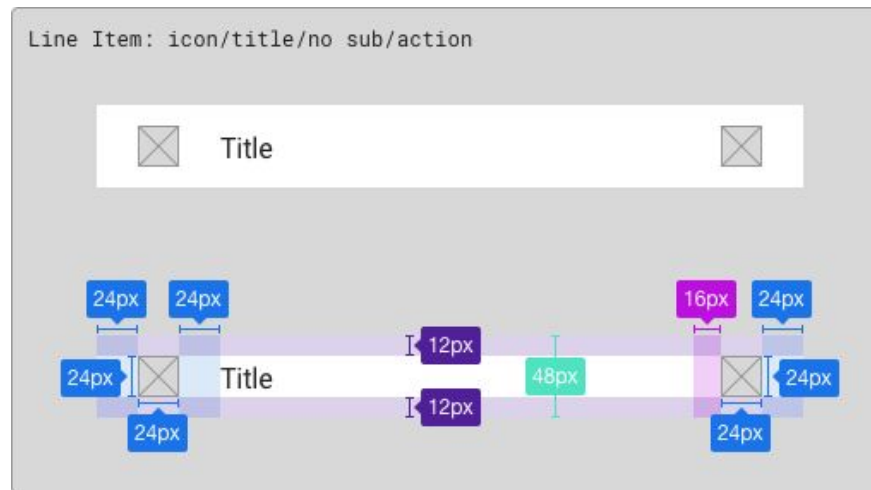 Line Item: icon/title/no sub/action
Title
24px 24px 16px 24px
12px
24px Title 48px 24px
12px
24px 24px